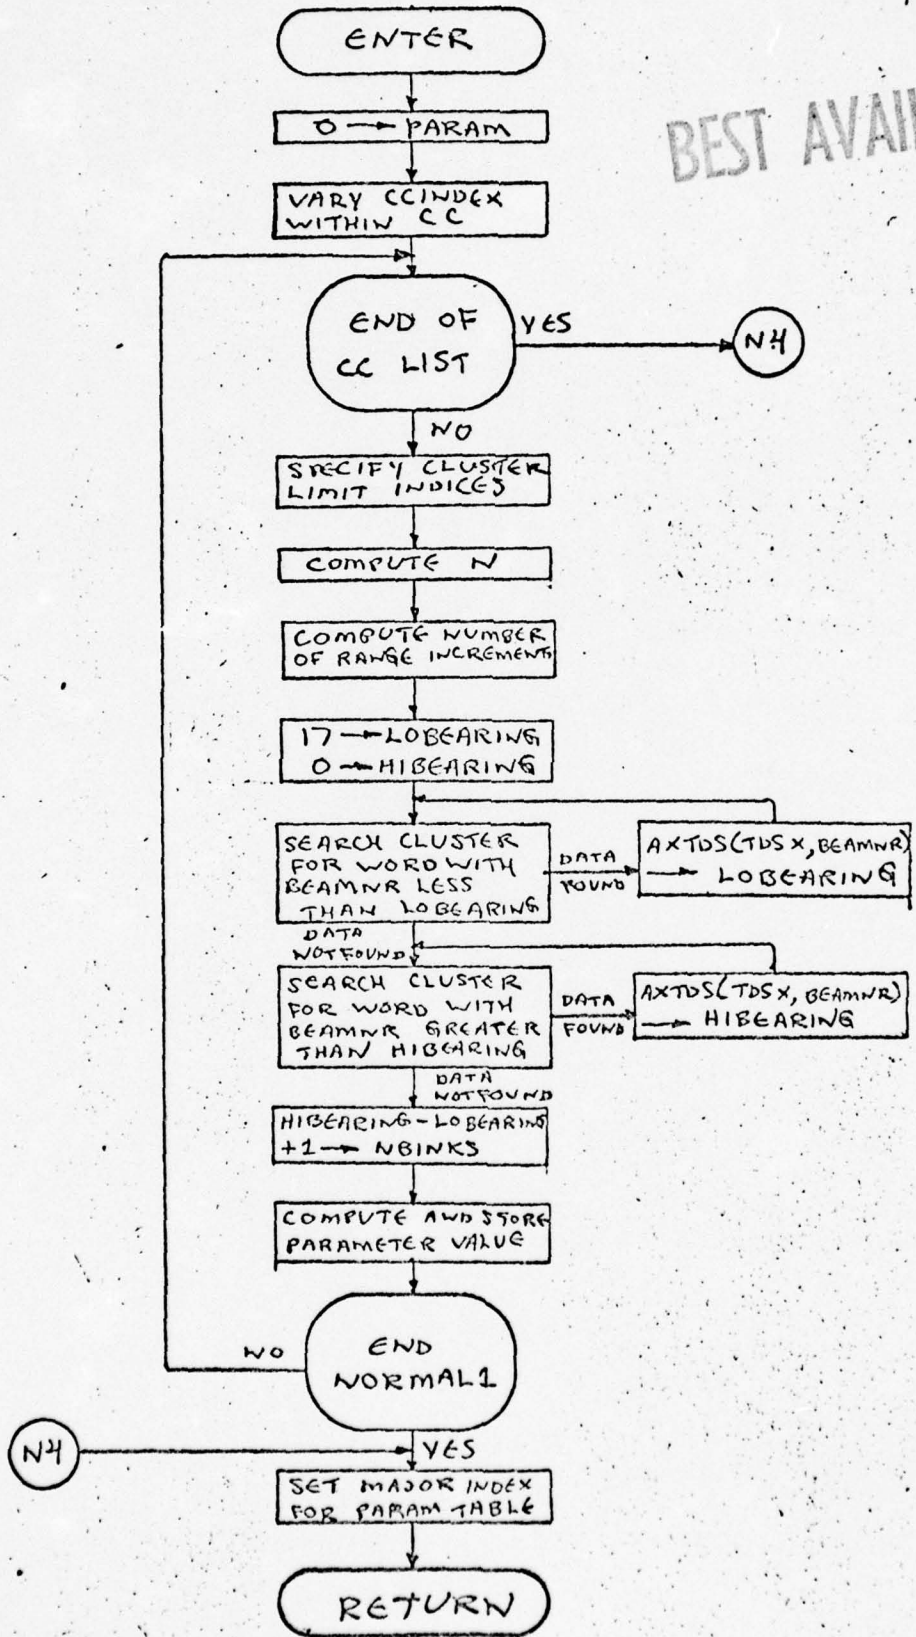 ENTER
BEST AVAI
0 → PARAM
VARY CCINDEX
WITHIN CC
END OF
CC LIST
YES
N4
NO
SPECIFY CLUSTER
LIMIT INDICES
COMPUTE N
COMPUTE NUMBER
OF RANGE INCREMENTS
17 → LOBEARING
0 → HIBEARING
SEARCH CLUSTER
FOR WORD WITH
BEAMNR LESS
THAN LOBEARING
DATA
FOUND
AXTDS(TDSX, BEAMNR)
→ LOBEARING
DATA
NOT FOUND
SEARCH CLUSTER
FOR WORD WITH
BEAMNR GREATER
THAN HIBEARING
DATA
FOUND
AXTDS(TDSX, BEAMNR)
→ HIBEARING
DATA
NOT FOUND
HIBEARING - LOBEARING
+1 → NBINKS
COMPUTE AND STORE
PARAMETER VALUE
NO
END
NORMAL1
N4
YES
SET MAJOR INDEX
FOR PARAM TABLE
RETURN